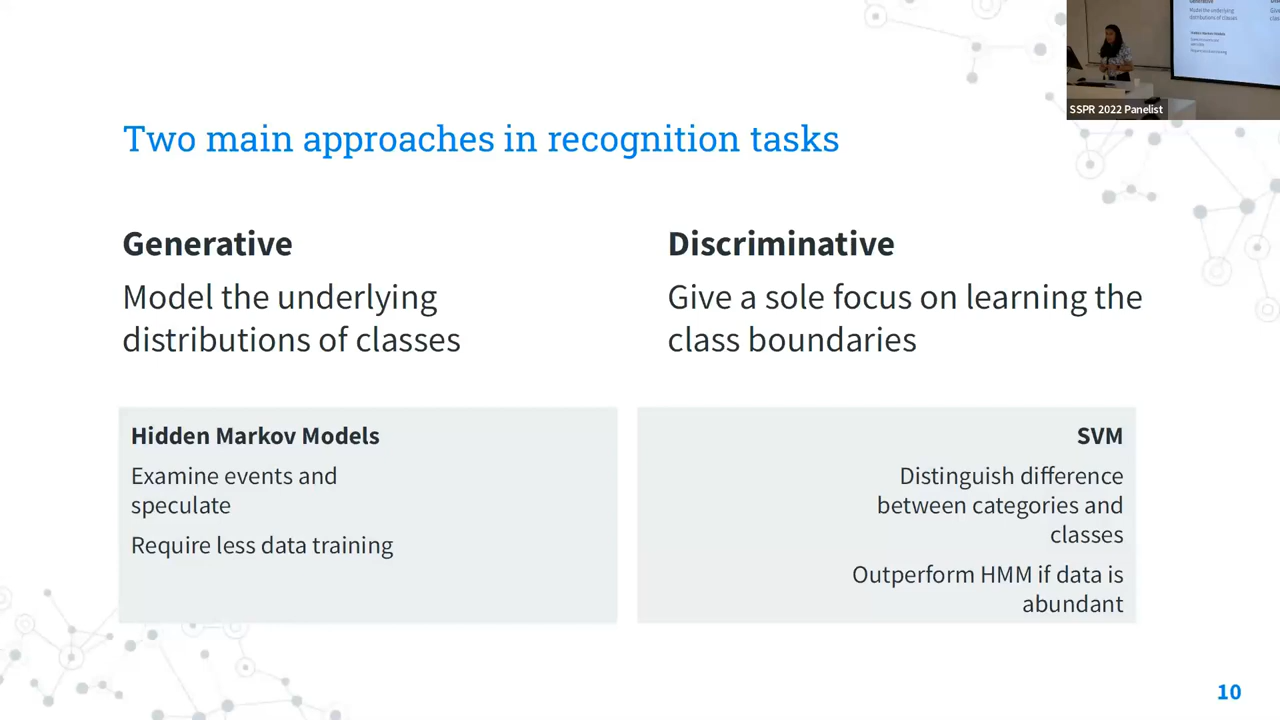 SSPR 2022 Panelist
Two main approaches in recognition tasks
Generative
Model the underlying
distributions of classes
Discriminative
Give a sole focus on learning the
class boundaries
Hidden Markov Models
Examine events and
speculate
Require less data training
SVM
Distinguish difference
between categories and
classes
Outperform HMM if data is
abundant
10